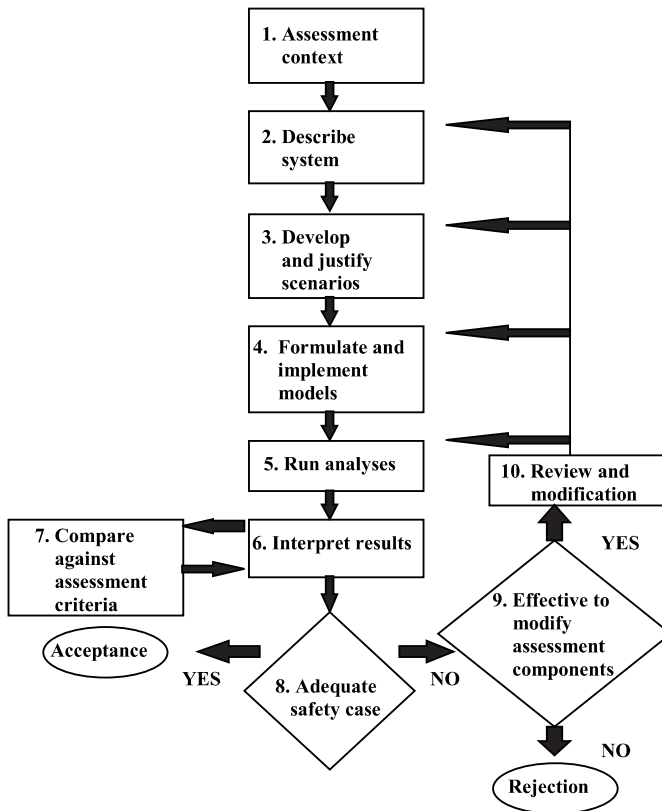 1. Assessment
context
2. Describe
system
3. Develop
and justify
scenarios
4. Formulate and
implement
models
5. Run analyses
10. Review and
modification
6. Interpret results
7. Compare
against
assessment
criteria
YES
9. Effective to
modify
assessment
components
Acceptance
YES
8. Adequate
safety case
NO
NO
Rejection